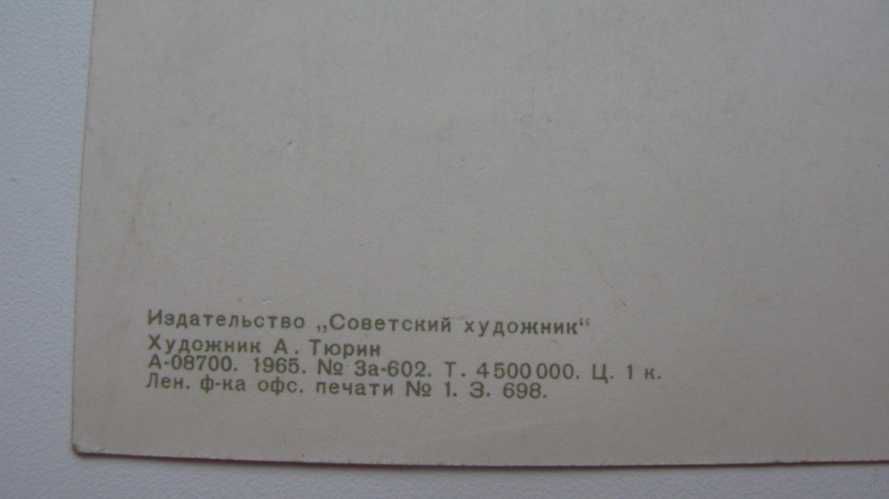 Издательство „Советский художник“
Художник А. Тюрин
А-08700. 1965. № 3а-602. Т. 4500000. Ц. 1 к.
Лен. ф-ка офс. печати № 1. З. 698.